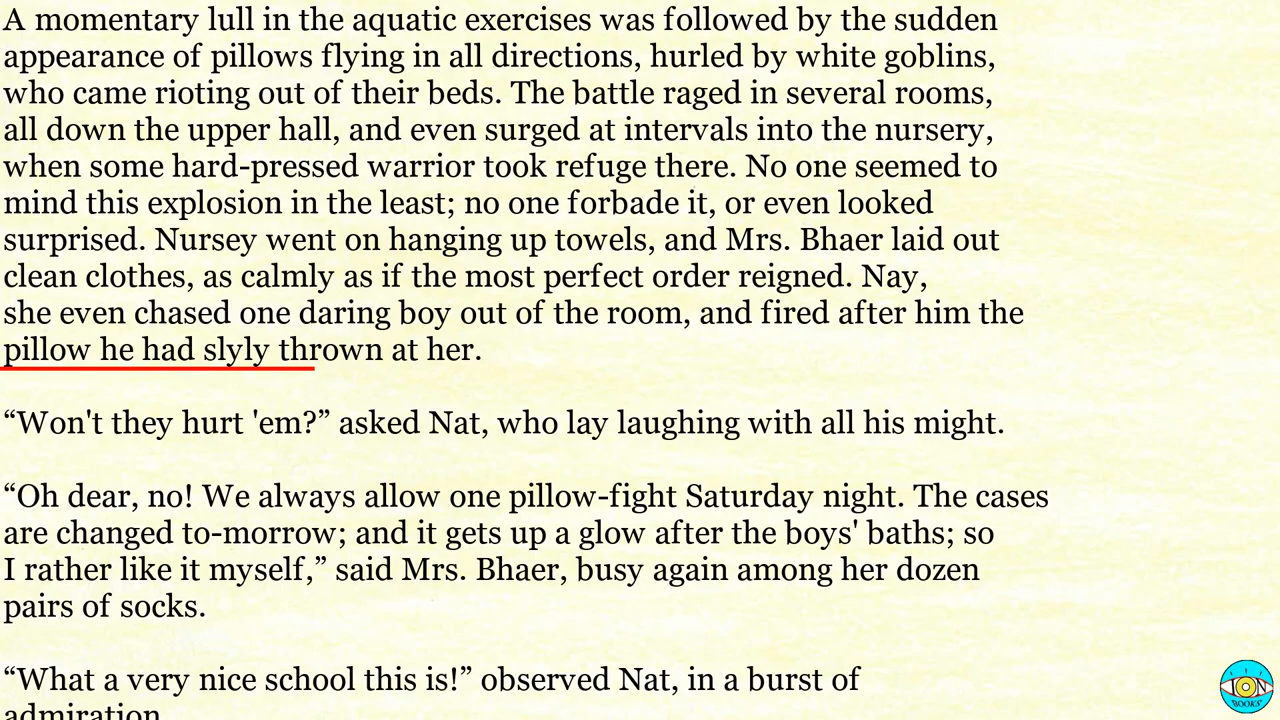 A momentary lull in the aquatic exercises was followed by the sudden
appearance of pillows flying in all directions, hurled by white goblins,
who came rioting out of their beds. The battle raged in several rooms,
all down the upper hall, and even surged at intervals into the nursery,
when some hard-pressed warrior took refuge there. No one seemed to
mind this explosion in the least; no one forbade it, or even looked
surprised. Nursey went on hanging up towels, and Mrs. Bhaer laid out
clean clothes, as calmly as if the most perfect order reigned. Nay,
she even chased one daring boy out of the room, and fired after him the
pillow he had slyly thrown at her.
“Won't they hurt 'em?” asked Nat, who lay laughing with all his might.
“Oh dear, no! We always allow one pillow-fight Saturday night. The cases
are changed to-morrow; and it gets up a glow after the boys' baths; so
I rather like it myself,” said Mrs. Bhaer, busy again among her dozen
pairs of socks.
“What a very nice school this is!” observed Nat, in a burst of
admiration.
ION
BOOKS